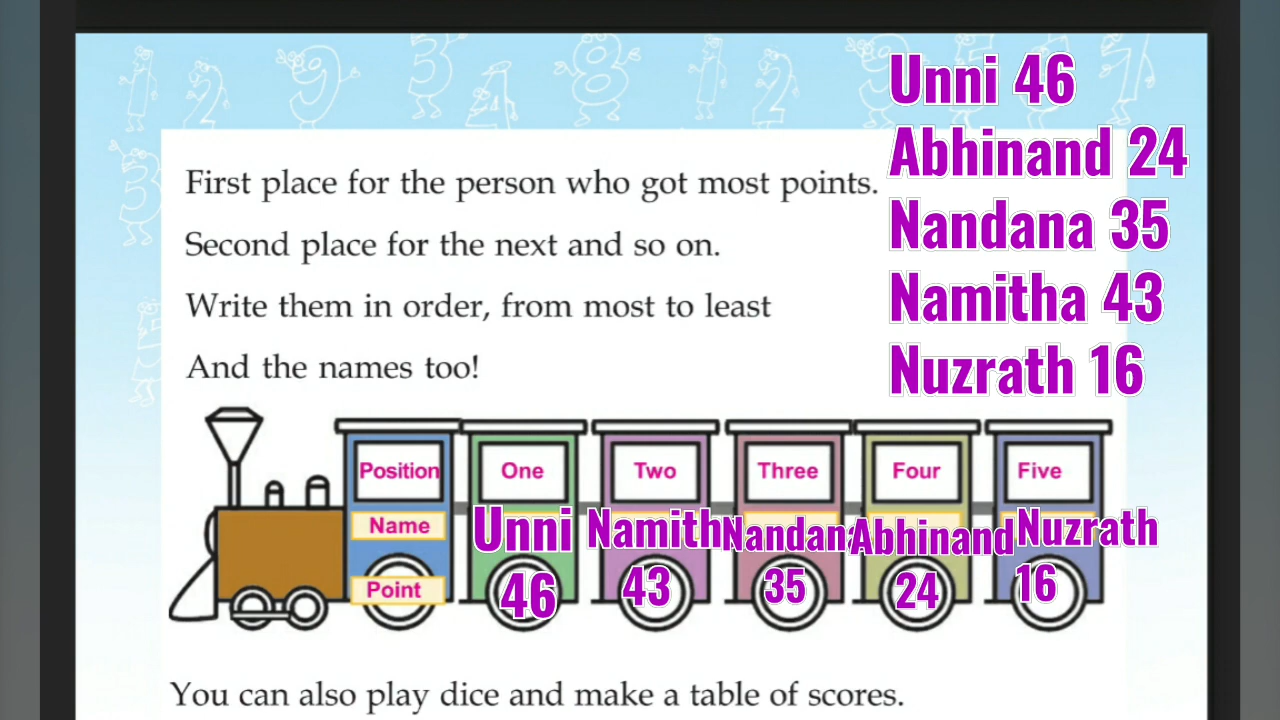 Unni 46
Abhinand 24
Nandana 35
Namitha 43
Nuzrath 16
First place for the person who got most points.
Second place for the next and so on.
Write them in order, from most to least
And the names too!
Position One Two Three Four Five
Name Unni Namith Nandana Abhinand Nuzrath
Point 46 43 35 24 16
You can also play dice and make a table of scores.